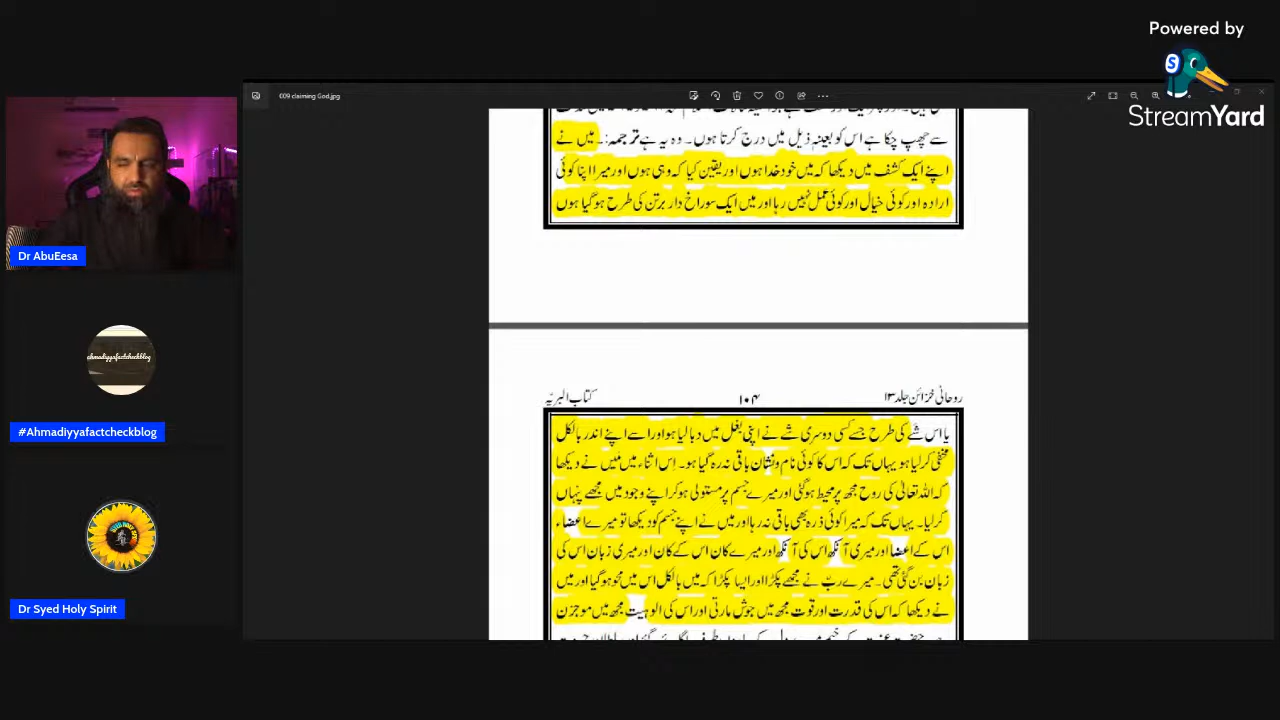 Powered by
StreamYard
009 claiming God.jpg
سے چھپ چکا ہے اس کو بعینہٖ ذیل میں درج کرتا ہوں۔ وہ یہ ہے ترجمہ:۔ میں نے
اپنے ایک کشف میں دیکھا کہ میں خود خدا ہوں اور یقین کیا کہ وہی ہوں اور میرا اپنا کوئی
ارادہ اور کوئی خیال اور کوئی عمل نہیں رہا اور میں ایک سوراخ دار برتن کی طرح ہو گیا ہوں
روحانی خزائن جلد ۱۳
۱۰۴
کتاب البریّہ
یا اس شے کی طرح جسے کسی دوسری شے نے اپنی بغل میں دبا لیا ہو اور اسے اپنے اندر بالکل
مخفی کر لیا ہو یہاں تک کہ اس کا کوئی نام و نشان باقی نہ رہ گیا ہو۔ اِس اثناء میں مَیں نے دیکھا
کہ اللہ تعالیٰ کی روح مجھ پر محیط ہوگئی اور میرے جسم پر مستولی ہو کر اپنے وجود میں مجھے پنہاں
کر لیا۔ یہاں تک کہ میرا کوئی ذرہ بھی باقی نہ رہا اور میں نے اپنے جسم کو دیکھا تو میرے اعضاء
اس کے اعضا اور میری آنکھ اس کی آنکھ اور میرے کان اس کے کان اور میری زبان اس کی
زبان بن گئی تھی۔ میرے ربّ نے مجھے پکڑا اور ایسا پکڑا کہ میں بالکل اس میں محو ہو گیا اور میں
نے دیکھا کہ اس کی قدرت اور قوت مجھ میں جوش مارتی اور اس کی الوہیت مجھ میں موجزن
Dr AbuEesa
ahmadiyyafactcheckblog
#Ahmadiyyafactcheckblog
Dr Syed Holy Spirit